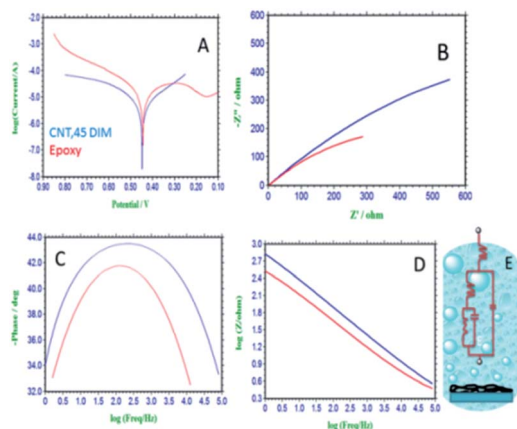 -2.0
-3.0
-4.0
-5.0
-6.0
-7.0
-8.0
log(Current/A)
A
CNT,45 DIM
Epoxy
0.90 0.80 0.70 0.60 0.50 0.40 0.30 0.20 0.10
Potential / V
-600
-500
-400
-300
-200
-100
0
-Z'' / ohm
B
0 100 200 300 400 500 600
Z' / ohm
44.0
42.0
40.0
38.0
36.0
34.0
32.0
-Phase / deg
C
0 0.5 1.0 1.5 2.0 2.5 3.0 3.5 4.0 4.5 5.0
log (Freq/Hz)
3.0
2.7
2.4
2.1
1.8
1.5
1.2
0.9
0.6
0.3
log (Z/ohm)
D
0 0.5 1.0 1.5 2.0 2.5 3.0 3.5 4.0 4.5 5.0
log (Freq/Hz)
E